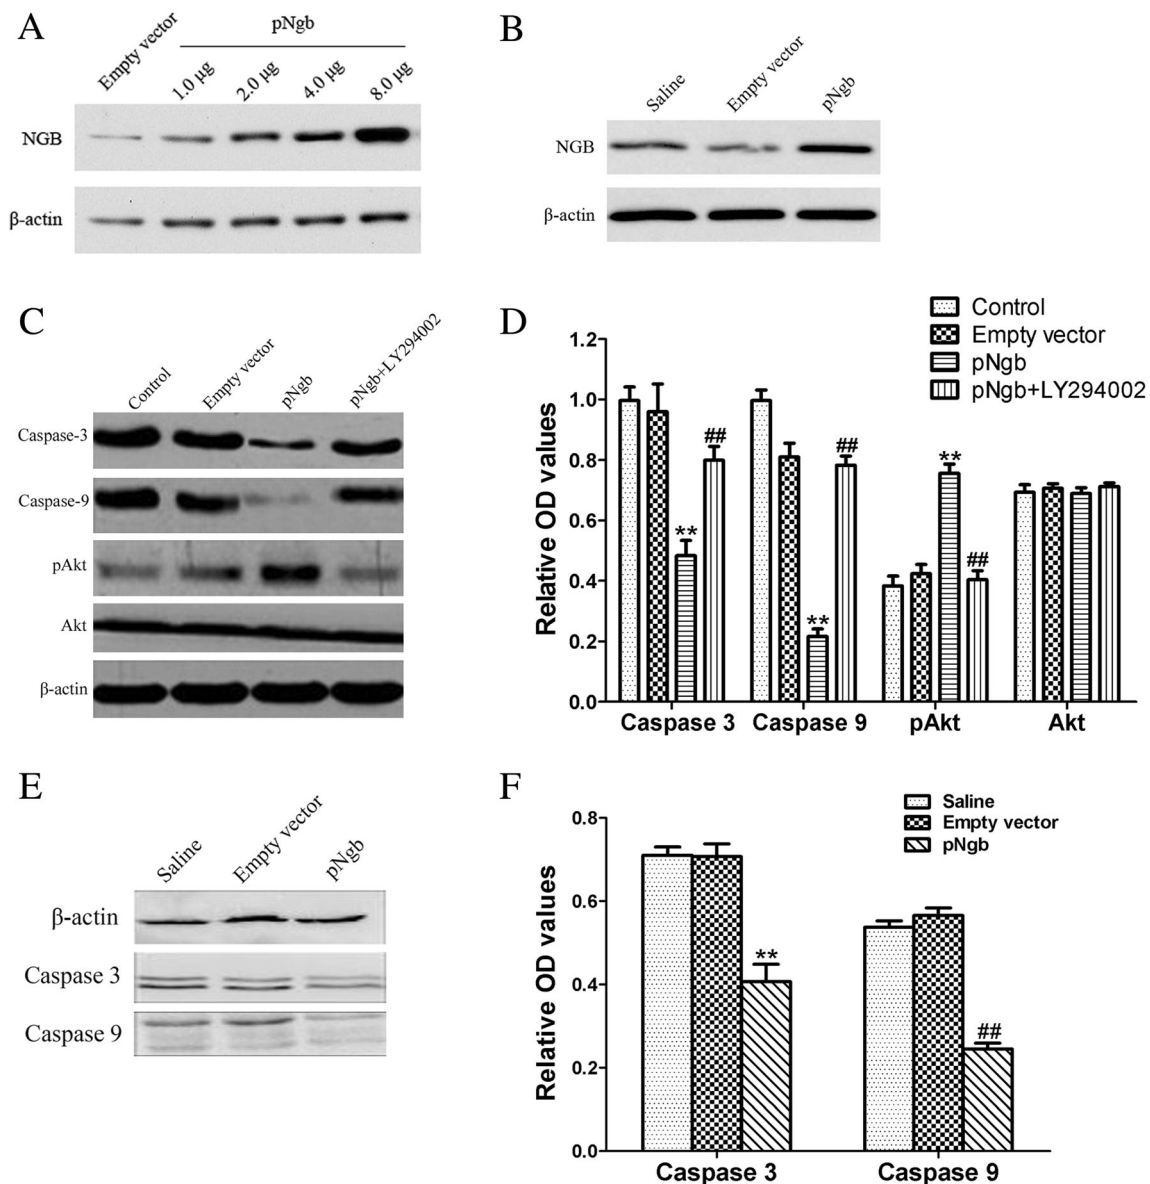 A
Empty vector
pNgb
1.0 µg
2.0 µg
4.0 µg
8.0 µg
NGB
β-actin
B
Saline
Empty vector
pNgb
NGB
β-actin
C
Control
Empty vector
pNgb
pNgb+LY294002
Caspase-3
Caspase-9
pAkt
Akt
β-actin
D
Control
Empty vector
pNgb
pNgb+LY294002
Relative OD values
1.2
1.0
0.8
0.6
0.4
0.2
0.0
**
##
**
##
**
##
Caspase 3
Caspase 9
pAkt
Akt
E
Saline
Empty vector
pNgb
β-actin
Caspase 3
Caspase 9
F
Saline
Empty vector
pNgb
Relative OD values
0.8
0.6
0.4
0.2
0.0
**
##
Caspase 3
Caspase 9